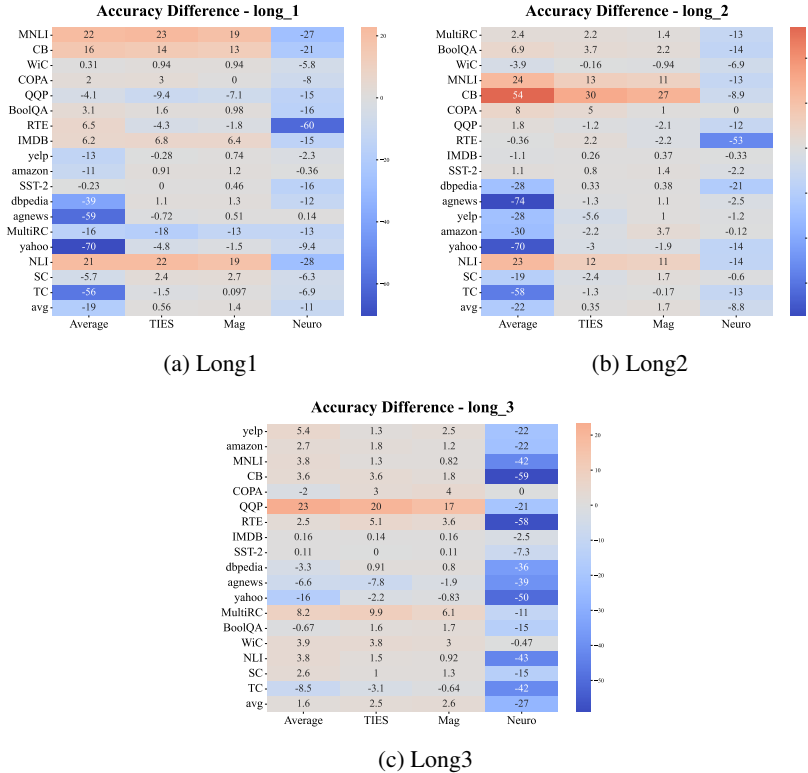 Accuracy Difference - long_1
MNLI 22 23 19 -27
CB 16 14 13 -21
WiC 0.31 0.94 0.94 -5.8
COPA 2 3 0 -8
QQP -4.1 -9.4 -7.1 -15
BoolQA 3.1 1.6 0.98 -16
RTE 6.5 -4.3 -1.8 -60
IMDB 6.2 6.8 6.4 -15
yelp -13 -0.28 0.74 -2.3
amazon -11 0.91 1.2 -0.36
SST-2 -0.23 0 0.46 -16
dbpedia -39 1.1 1.3 -12
agnews -59 -0.72 0.51 0.14
MultiRC -16 -18 -13 -13
yahoo -70 -4.8 -1.5 -9.4
NLI 21 22 19 -28
SC -5.7 2.4 2.7 -6.3
TC -56 -1.5 0.097 -6.9
avg -19 0.56 1.4 -11
Average TIES Mag Neuro
20
0
-20
-40
-60
(a) Long1
Accuracy Difference - long_2
MultiRC 2.4 2.2 1.4 -13
BoolQA 6.9 3.7 2.2 -14
WiC -3.9 -0.16 -0.94 -6.9
MNLI 24 13 11 -13
CB 54 30 27 -8.9
COPA 8 5 1 0
QQP 1.8 -1.2 -2.1 -12
RTE -0.36 2.2 -2.2 -53
IMDB -1.1 0.26 0.37 -0.33
SST-2 1.1 0.8 1.4 -2.2
dbpedia -28 0.33 0.38 -21
agnews -74 -1.3 1.1 -2.5
yelp -28 -5.6 1 -1.2
amazon -30 -2.2 3.7 -0.12
yahoo -70 -3 -1.9 -14
NLI 23 12 11 -14
SC -19 -2.4 1.7 -0.6
TC -58 -1.3 -0.17 -13
avg -22 0.35 1.7 -8.8
Average TIES Mag Neuro
(b) Long2
Accuracy Difference - long_3
yelp 5.4 1.3 2.5 -22
amazon 2.7 1.8 1.2 -22
MNLI 3.8 1.3 0.82 -42
CB 3.6 3.6 1.8 -59
COPA -2 3 4 0
QQP 23 20 17 -21
RTE 2.5 5.1 3.6 -58
IMDB 0.16 0.14 0.16 -2.5
SST-2 0.11 0 0.11 -7.3
dbpedia -3.3 0.91 0.8 -36
agnews -6.6 -7.8 -1.9 -39
yahoo -16 -2.2 -0.83 -50
MultiRC 8.2 9.9 6.1 -11
BoolQA -0.67 1.6 1.7 -15
WiC 3.9 3.8 3 -0.47
NLI 3.8 1.5 0.92 -43
SC 2.6 1 1.3 -15
TC -8.5 -3.1 -0.64 -42
avg 1.6 2.5 2.6 -27
Average TIES Mag Neuro
20
10
0
-10
-20
-30
-40
-50
(c) Long3